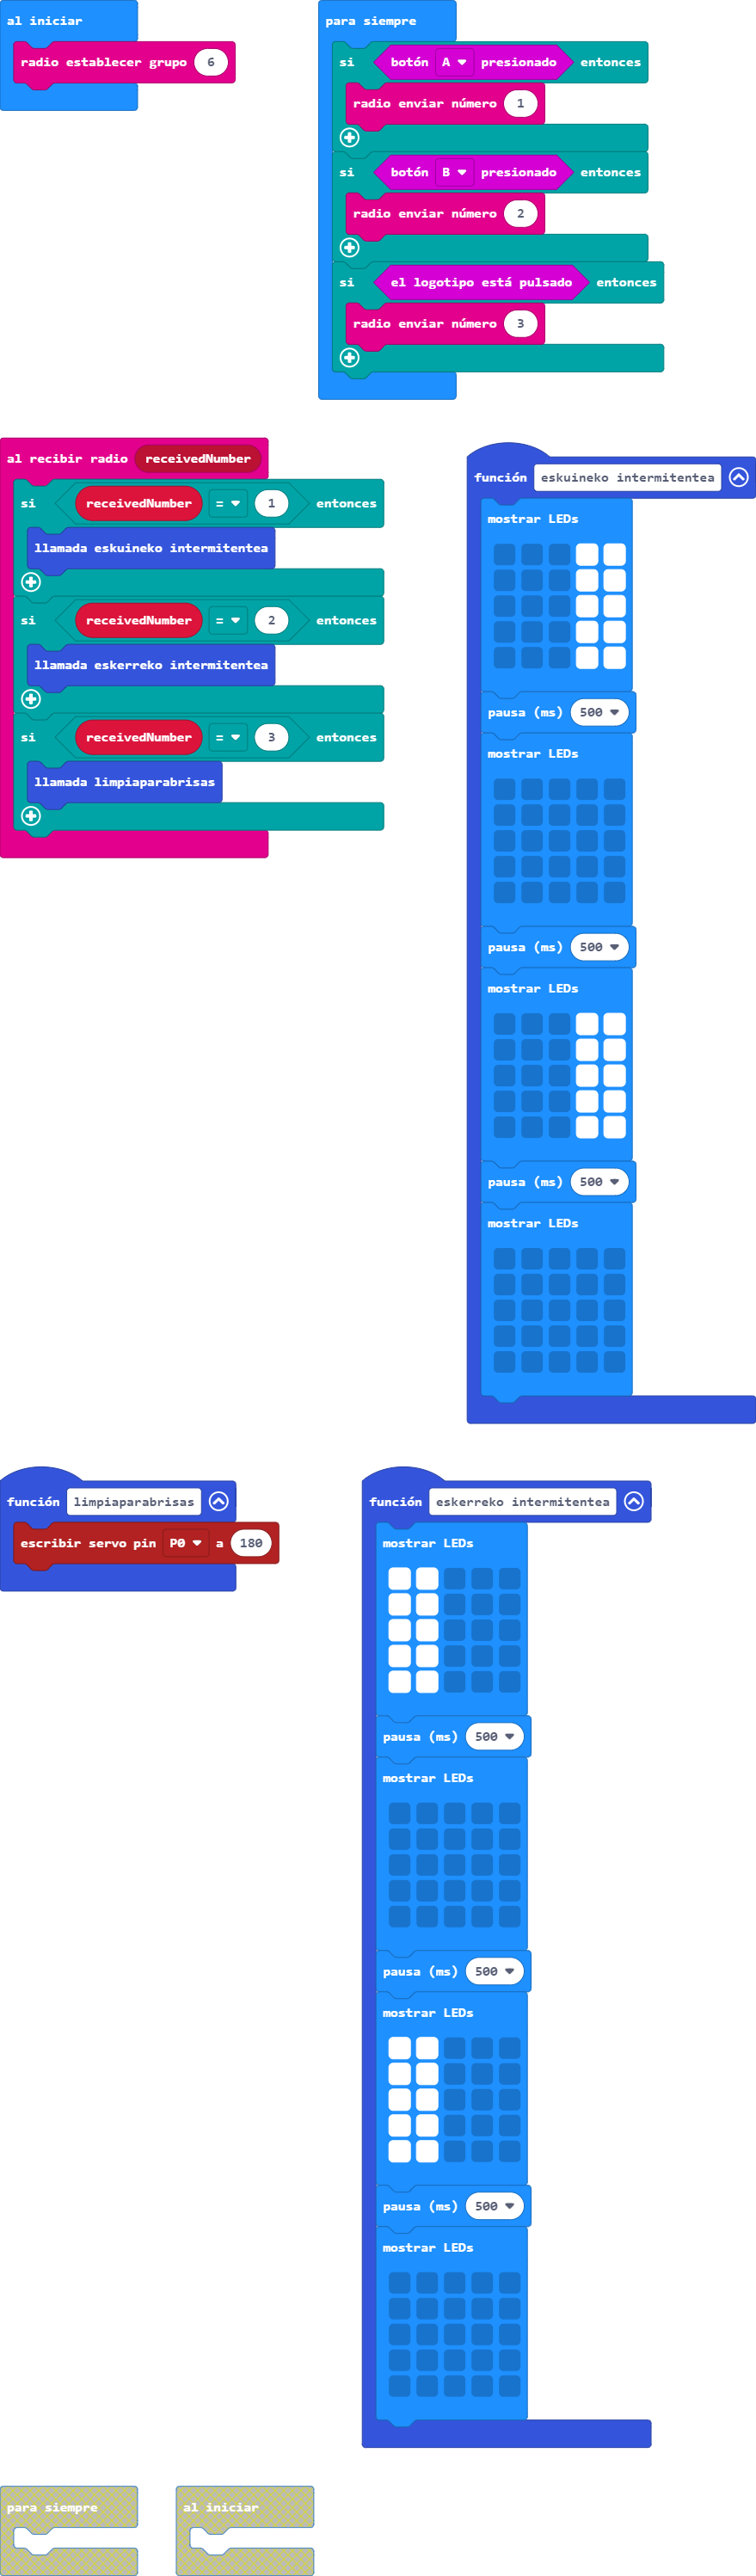 al iniciar
radio establecer grupo 6
para siempre
si botón A presionado entonces
radio enviar número 1
si botón B presionado entonces
radio enviar número 2
si el logotipo está pulsado entonces
radio enviar número 3
al recibir radio receivedNumber
si receivedNumber = 1 entonces
llamada eskuineko intermitentea
si receivedNumber = 2 entonces
llamada eskerreko intermitentea
si receivedNumber = 3 entonces
llamada limpiaparabrisas
función eskuineko intermitentea
mostrar LEDs
pausa (ms) 500
mostrar LEDs
pausa (ms) 500
mostrar LEDs
pausa (ms) 500
mostrar LEDs
función limpiaparabrisas
escribir servo pin P0 a 180
función eskerreko intermitentea
mostrar LEDs
pausa (ms) 500
mostrar LEDs
pausa (ms) 500
mostrar LEDs
pausa (ms) 500
mostrar LEDs
para siempre
al iniciar